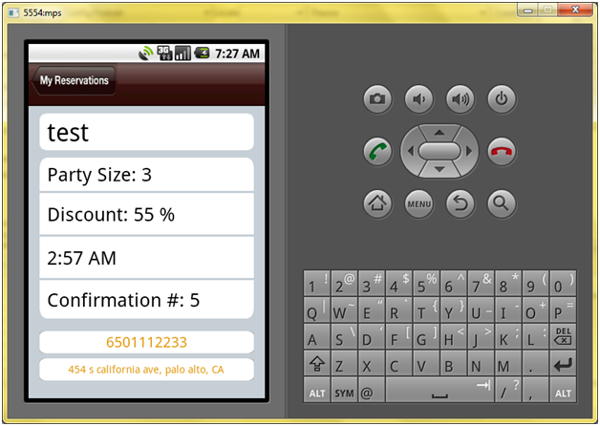 5554:mps
3G
7:27 AM
My Reservations
test
Party Size: 3
Discount: 55 %
2:57 AM
Confirmation #: 5
6501112233
454 s california ave, palo alto, CA
MENU
1 ! 2 @ 3 # 4 $ 5 % 6 ^ 7 & 8 * 9 ( 0 )
Q | W ~ E “ R ` T { Y } U _ I - O + P =
A S \ D ' F [ G ] H < J > K ; L : DEL
Z X C V B N M .
ALT SYM @ / ? , ALT